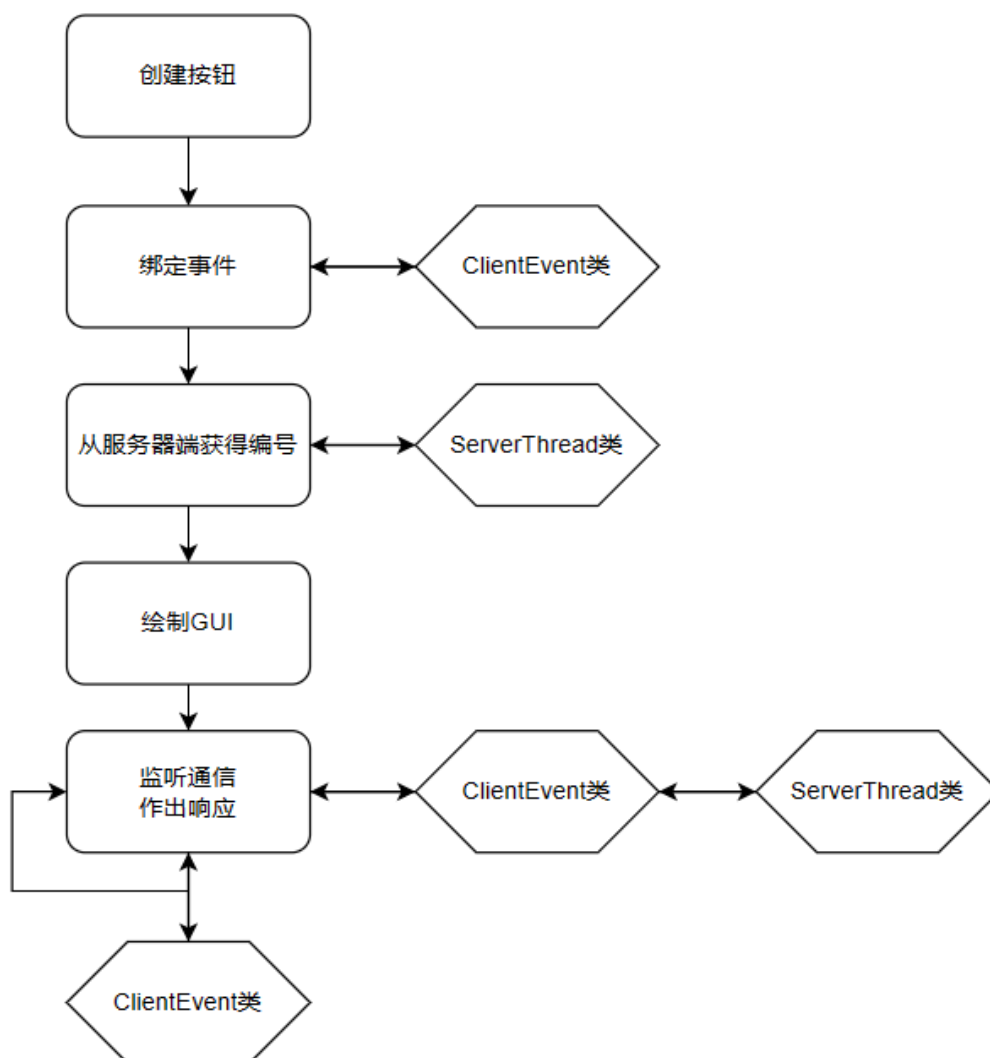 创建按钮
绑定事件
ClientEvent类
从服务器端获得编号
ServerThread类
绘制GUI
监听通信
作出响应
ClientEvent类
ServerThread类
ClientEvent类